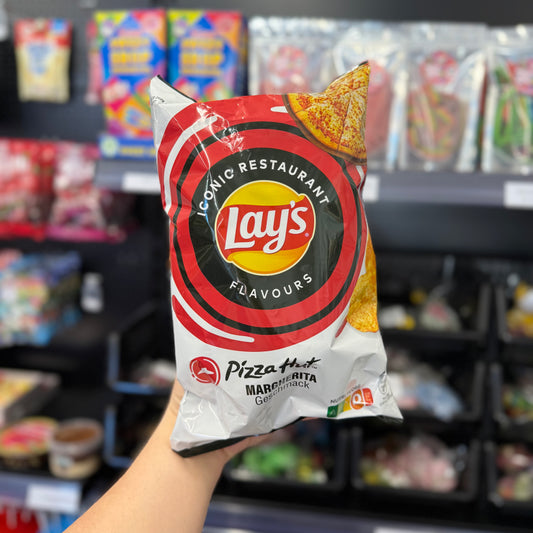 ICONIC RESTAURANT
Lay's
FLAVOURS
Pizza Hut
MARGHERITA
Geschmack